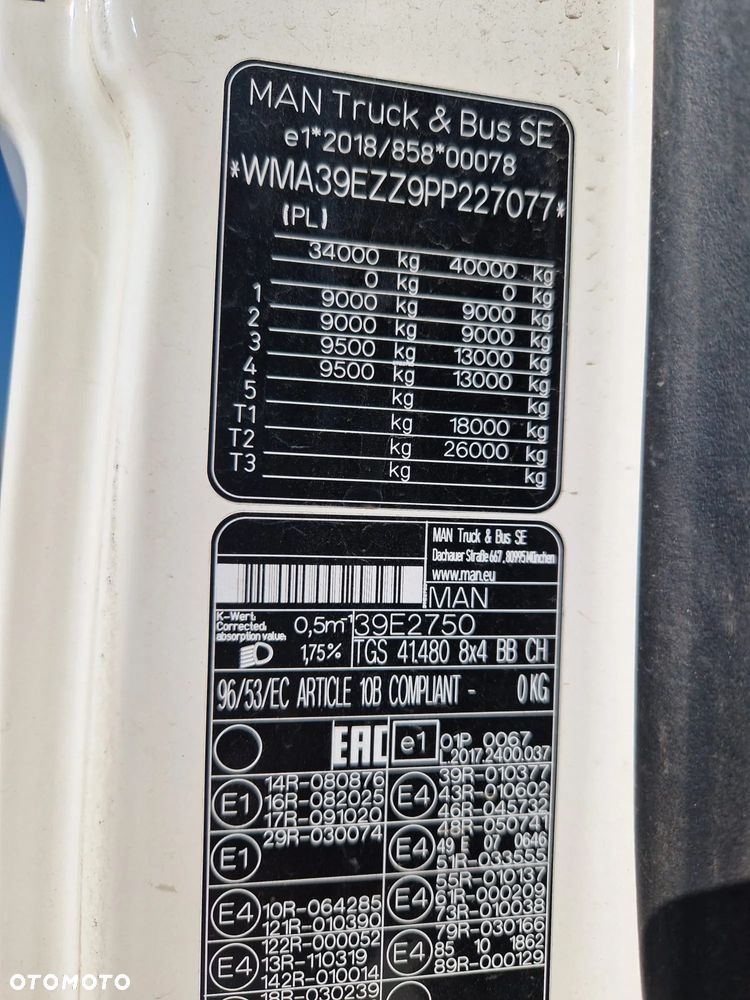 MAN Truck & Bus SE
e1*2018/858*00078
*WMA39EZZ9PP227077*
(PL)
34000 kg 40000 kg
0 kg 0 kg
1 9000 kg 9000 kg
2 9000 kg 9000 kg
3 9500 kg 13000 kg
4 9500 kg 13000 kg
5 kg kg
T1 kg 18000 kg
T2 kg 26000 kg
T3 kg kg
MAN Truck & Bus SE
Dachauer Straße 667, 80995 München
www.man.eu
MAN
K-Wert:
Corrected
absorption value:
0,5m-1
39E2750
1,75%
TGS 41.480 8x4 BB CH
96/53/EC ARTICLE 10B COMPLIANT - 0 KG
EAC
e1
01P 0067
L.2017.2400.037
E1
14R-080876
16R-082025
17R-091020
E1
29R-030074
E4
10R-064285
121R-010390
122R-000052
E4
13R-110319
142R-010014
18R-030239
E4
39R-010377
43R-010602
46R-045732
48R-050741
E4
49 E 07 0646
51R-033555
55R-010137
E4
61R-000209
73R-010038
79R-030166
E4
85 10 1862
89R-000129
OTOMOTO